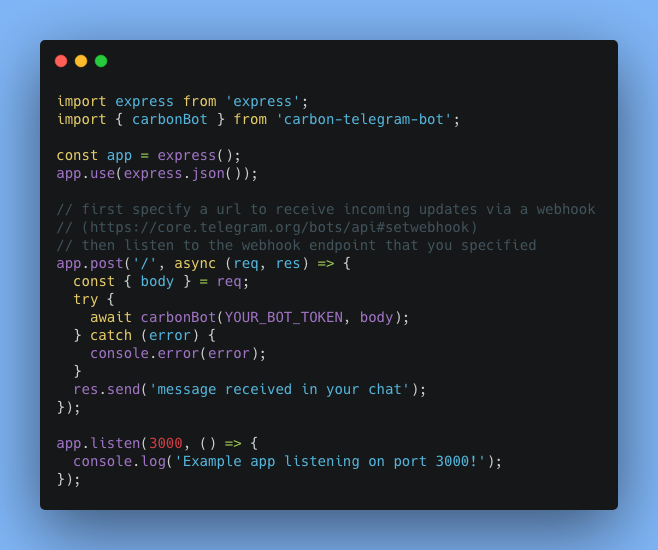 import express from 'express';
import { carbonBot } from 'carbon-telegram-bot';

const app = express();
app.use(express.json());

// first specify a url to receive incoming updates via a webhook
// (https://core.telegram.org/bots/api#setwebhook)
// then listen to the webhook endpoint that you specified
app.post('/', async (req, res) => {
  const { body } = req;
  try {
    await carbonBot(YOUR_BOT_TOKEN, body);
  } catch (error) {
    console.error(error);
  }
  res.send('message received in your chat');
});

app.listen(3000, () => {
  console.log('Example app listening on port 3000!');
});